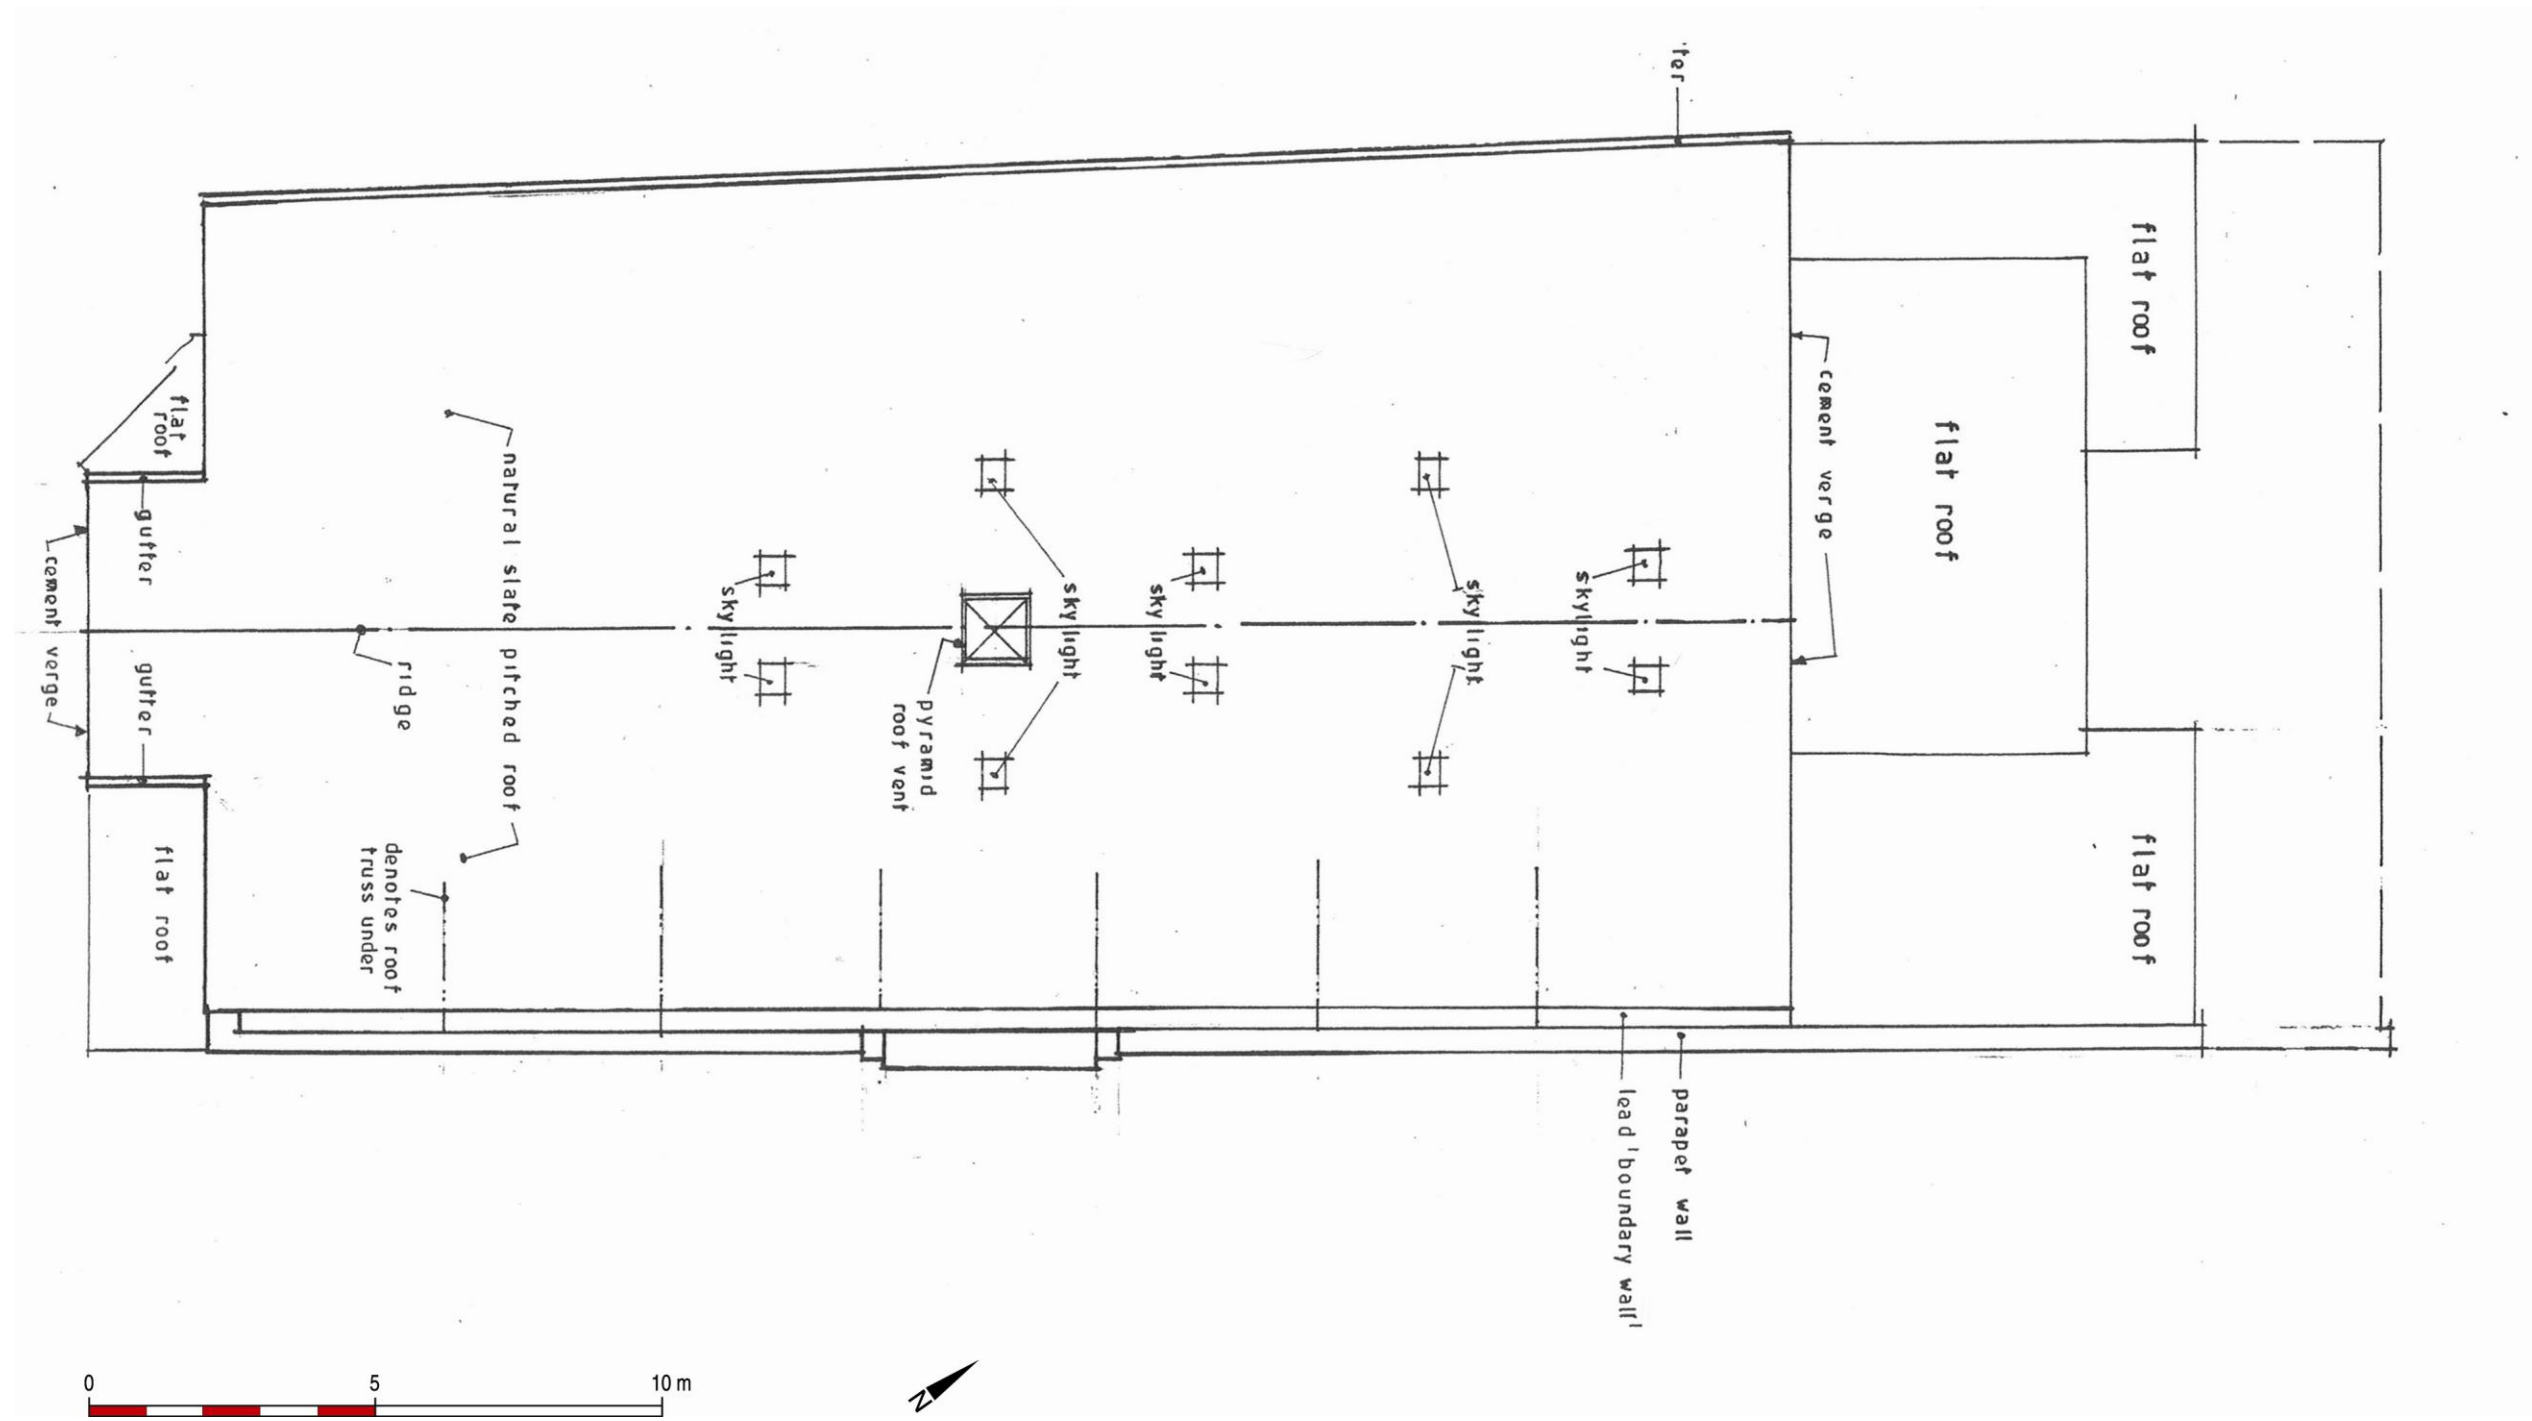 'ter
flat roof
cement verge
flat roof
flat
roof
gutter
cement verge
natural slate pitched roof
skylight
skylight
skylight
skylight
skylight
ridge
gutter
pyramid
roof vent
denotes roof
truss under
flat roof
flat roof
parapet wall
lead 'boundary wall'
0 5 10 m
N